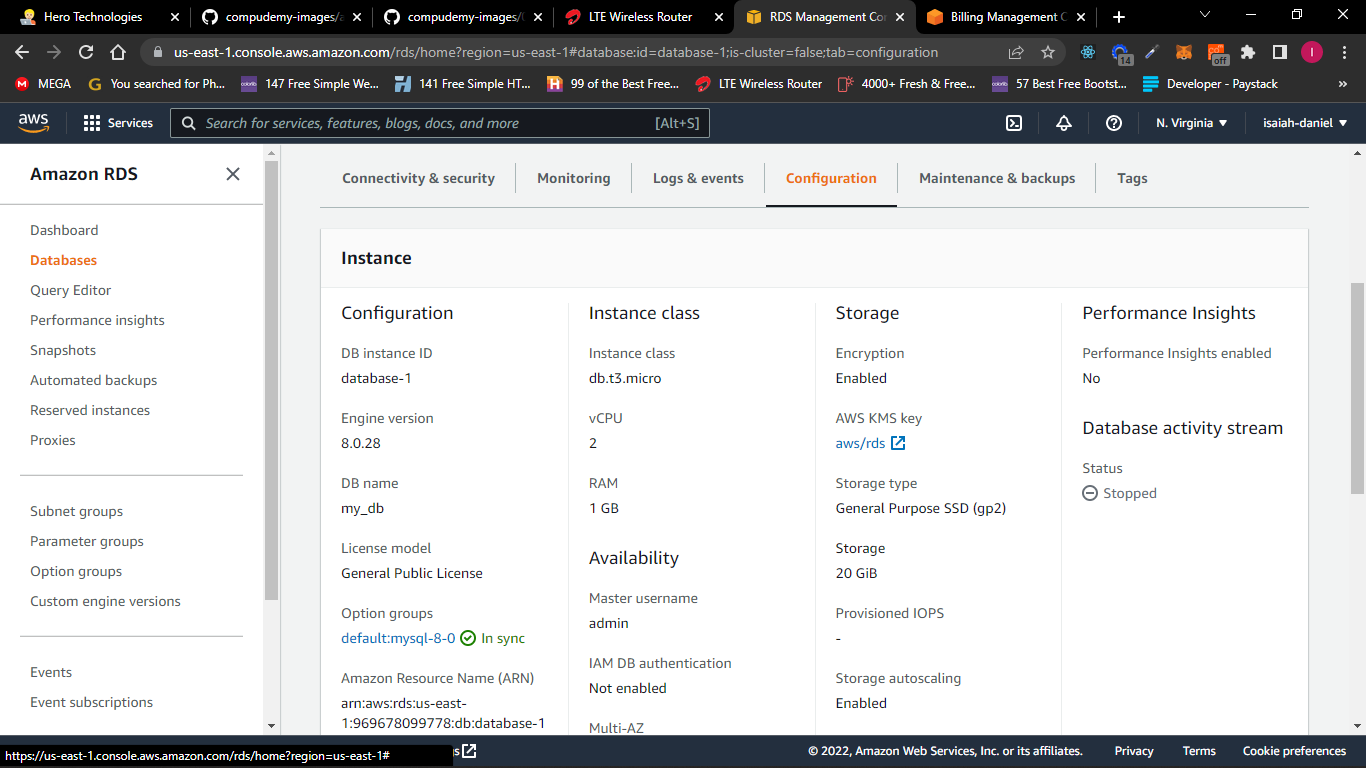 Hero Technologies
compudemy-images/
compudemy-images/
LTE Wireless Router
RDS Management Co
Billing Management
us-east-1.console.aws.amazon.com/rds/home?region=us-east-1#database:id=database-1;is-cluster=false;tab=configuration
14
off
I
MEGA
You searched for Ph...
147 Free Simple We...
141 Free Simple HT...
99 of the Best Free...
LTE Wireless Router
4000+ Fresh & Free...
57 Best Free Bootst...
Developer - Paystack
»
aws
Services
Search for services, features, blogs, docs, and more
[Alt+S]
N. Virginia
isaiah-daniel
Amazon RDS
Dashboard
Databases
Query Editor
Performance insights
Snapshots
Automated backups
Reserved instances
Proxies
Subnet groups
Parameter groups
Option groups
Custom engine versions
Events
Event subscriptions
Connectivity & security
Monitoring
Logs & events
Configuration
Maintenance & backups
Tags
Instance
Configuration
DB instance ID
database-1
Engine version
8.0.28
DB name
my_db
License model
General Public License
Option groups
default:mysql-8-0 In sync
Amazon Resource Name (ARN)
arn:aws:rds:us-east-
1:969678099778:db:database-1
Instance class
Instance class
db.t3.micro
vCPU
2
RAM
1 GB
Availability
Master username
admin
IAM DB authentication
Not enabled
Multi-AZ
Storage
Encryption
Enabled
AWS KMS key
aws/rds
Storage type
General Purpose SSD (gp2)
Storage
20 GiB
Provisioned IOPS
-
Storage autoscaling
Enabled
Performance Insights
Performance Insights enabled
No
Database activity stream
Status
Stopped
https://us-east-1.console.aws.amazon.com/rds/home?region=us-east-1#
© 2022, Amazon Web Services, Inc. or its affiliates.
Privacy
Terms
Cookie preferences